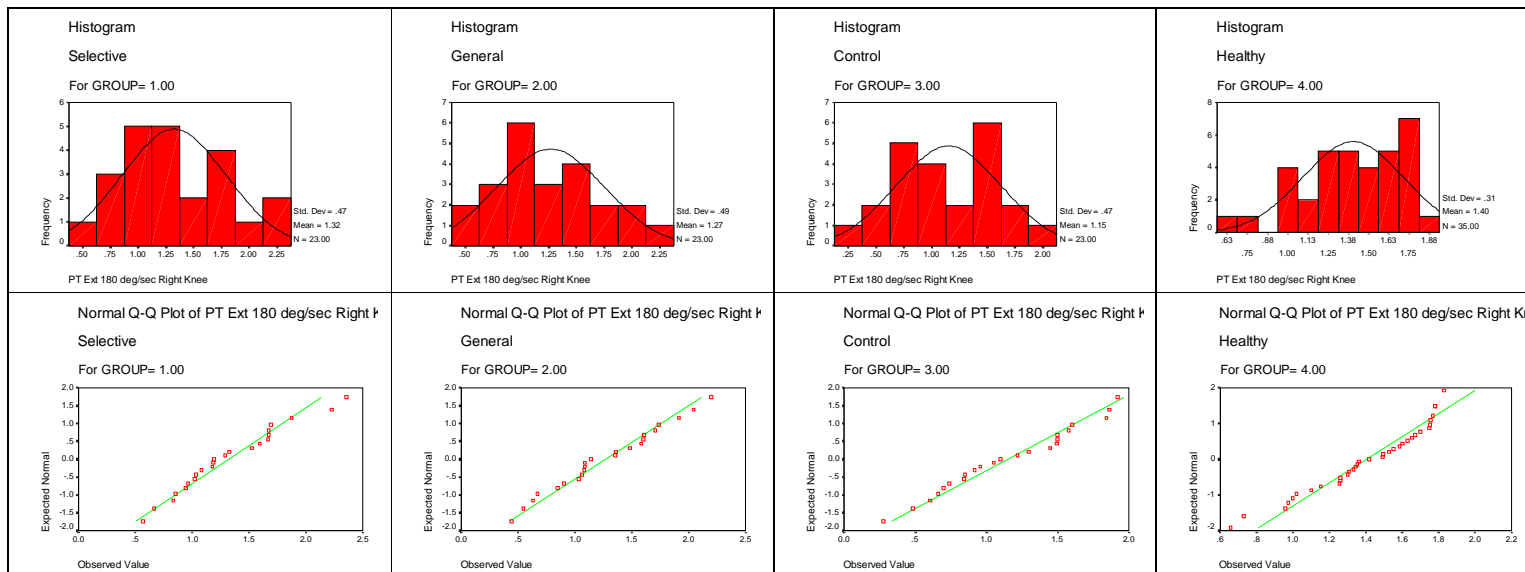 Histogram
Selective
For GROUP= 1.00
6
5
4
3
2
1
0
Frequency
Std. Dev = .47
Mean = 1.32
N = 23.00
.50 .75 1.00 1.25 1.50 1.75 2.00 2.25
PT Ext 180 deg/sec Right Knee
Histogram
General
For GROUP= 2.00
7
6
5
4
3
2
1
0
Frequency
Std. Dev = .49
Mean = 1.27
N = 23.00
.50 .75 1.00 1.25 1.50 1.75 2.00 2.25
PT Ext 180 deg/sec Right Knee
Histogram
Control
For GROUP= 3.00
7
6
5
4
3
2
1
0
Frequency
Std. Dev = .47
Mean = 1.15
N = 23.00
.25 .50 .75 1.00 1.25 1.50 1.75 2.00
PT Ext 180 deg/sec Right Knee
Histogram
Healthy
For GROUP= 4.00
8
6
4
2
0
Frequency
Std. Dev = .31
Mean = 1.40
N = 35.00
.63 .88 1.13 1.38 1.63 1.88
.75 1.00 1.25 1.50 1.75
PT Ext 180 deg/sec Right Knee
Normal Q-Q Plot of PT Ext 180 deg/sec Right K
Selective
For GROUP= 1.00
2.0
1.5
1.0
.5
0.0
-.5
-1.0
-1.5
-2.0
Expected Normal
0.0 .5 1.0 1.5 2.0 2.5
Observed Value
Normal Q-Q Plot of PT Ext 180 deg/sec Right K
General
For GROUP= 2.00
2.0
1.5
1.0
.5
0.0
-.5
-1.0
-1.5
-2.0
Expected Normal
0.0 .5 1.0 1.5 2.0 2.5
Observed Value
Normal Q-Q Plot of PT Ext 180 deg/sec Right K
Control
For GROUP= 3.00
2.0
1.5
1.0
.5
0.0
-.5
-1.0
-1.5
-2.0
Expected Normal
0.0 .5 1.0 1.5 2.0
Observed Value
Normal Q-Q Plot of PT Ext 180 deg/sec Right Kn
Healthy
For GROUP= 4.00
2
1
0
-1
-2
Expected Normal
.6 .8 1.0 1.2 1.4 1.6 1.8 2.0 2.2
Observed Value